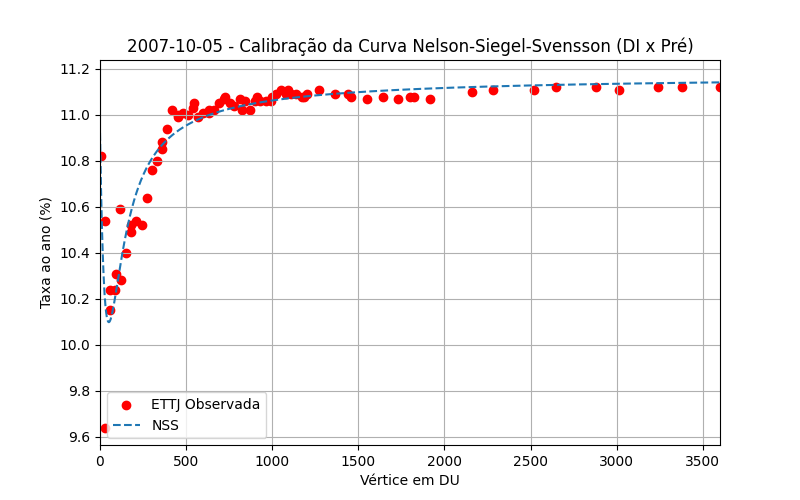 2007-10-05 - Calibração da Curva Nelson-Siegel-Svensson (DI x Pré)
Taxa ao ano (%)
11.2
11.0
10.8
10.6
10.4
10.2
10.0
9.8
9.6
ETTJ Observada
NSS
0 500 1000 1500 2000 2500 3000 3500
Vértice em DU